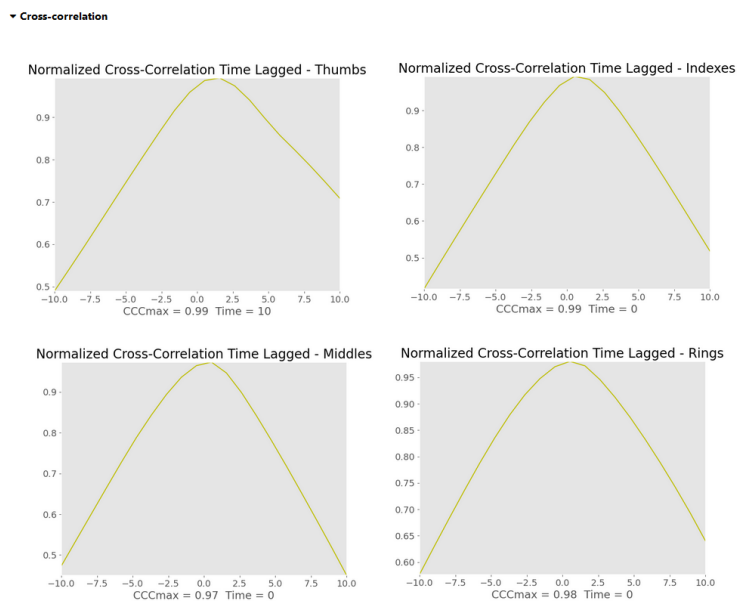 Cross-correlation
Normalized Cross-Correlation Time Lagged - Thumbs
0.9
0.8
0.7
0.6
0.5
−10.0 −7.5 −5.0 −2.5 0.0 2.5 5.0 7.5 10.0
CCCmax = 0.99 Time = 10
Normalized Cross-Correlation Time Lagged - Indexes
0.9
0.8
0.7
0.6
0.5
−10.0 −7.5 −5.0 −2.5 0.0 2.5 5.0 7.5 10.0
CCCmax = 0.99 Time = 0
Normalized Cross-Correlation Time Lagged - Middles
0.9
0.8
0.7
0.6
0.5
−10.0 −7.5 −5.0 −2.5 0.0 2.5 5.0 7.5 10.0
CCCmax = 0.97 Time = 0
Normalized Cross-Correlation Time Lagged - Rings
0.95
0.90
0.85
0.80
0.75
0.70
0.65
0.60
−10.0 −7.5 −5.0 −2.5 0.0 2.5 5.0 7.5 10.0
CCCmax = 0.98 Time = 0